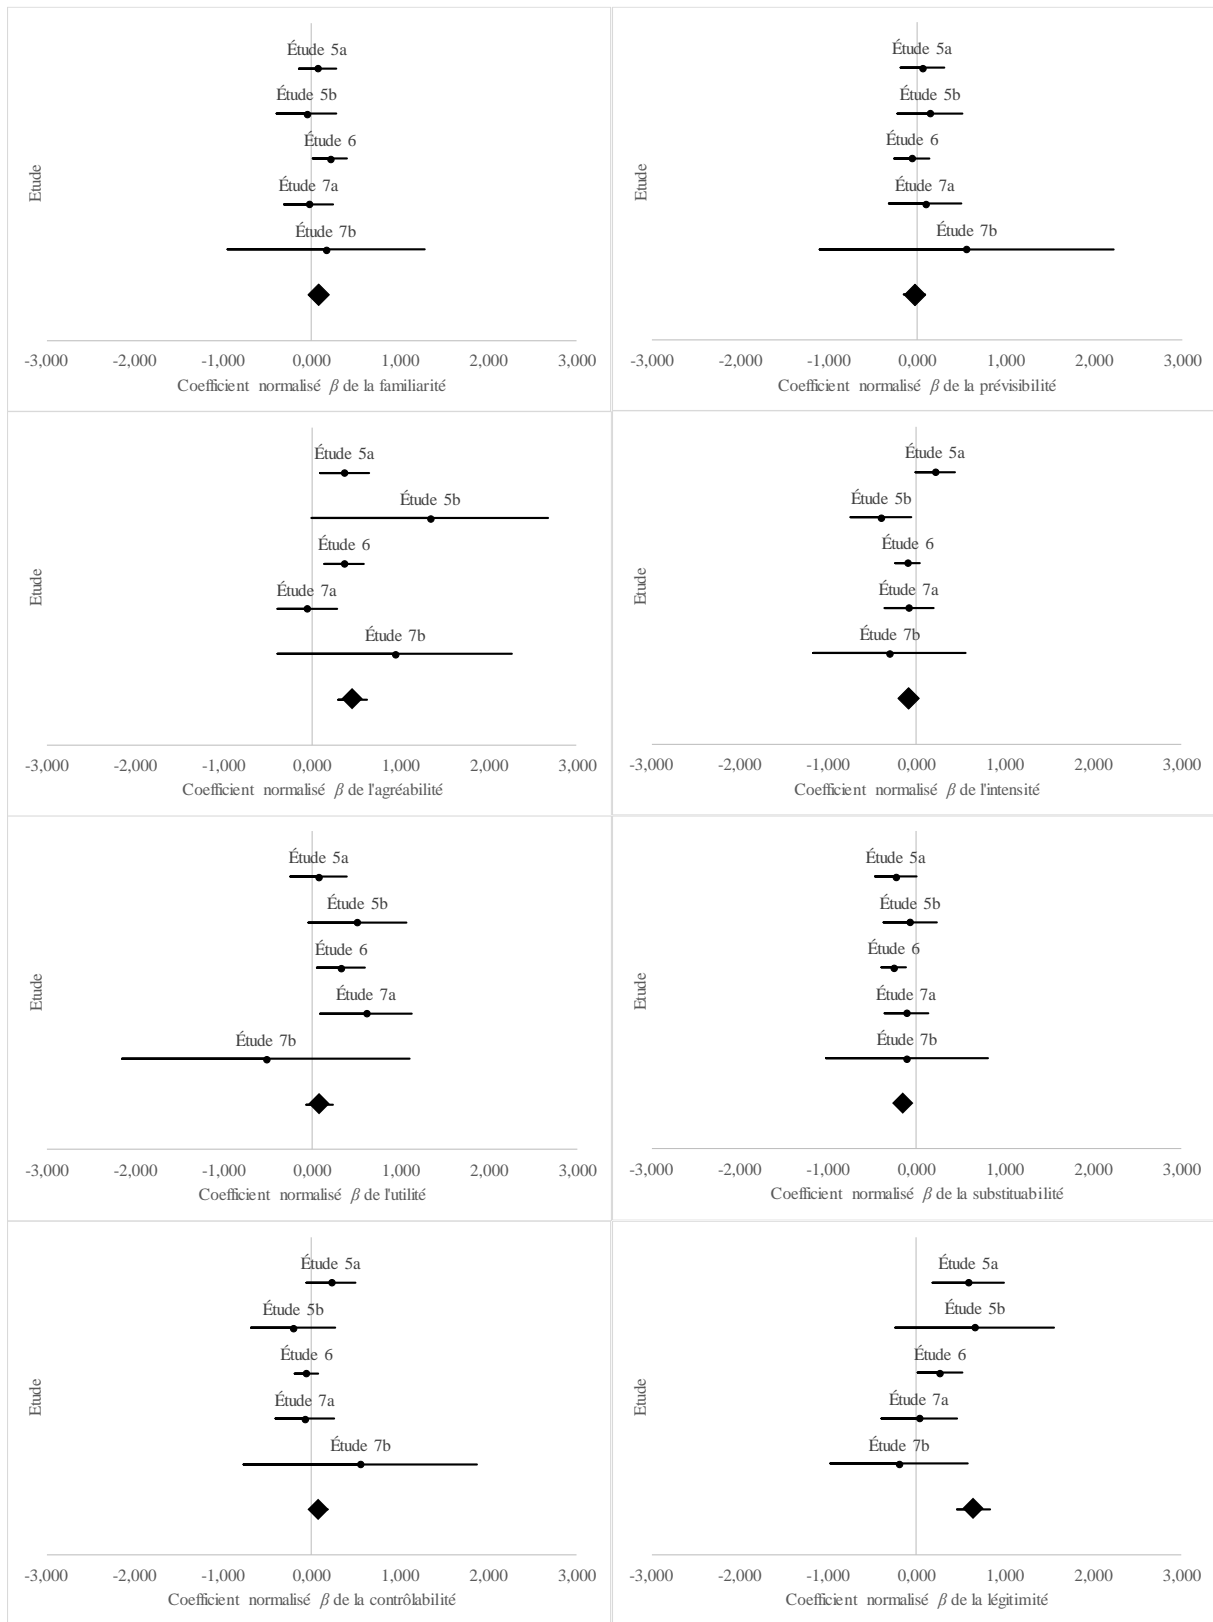 Étude 5a
Étude 5b
Étude 6
Étude 7a
Étude 7b
Etude
-3,000 -2,000 -1,000 0,000 1,000 2,000 3,000
Coefficient normalisé β de la familiarité
Étude 5a
Étude 5b
Étude 6
Étude 7a
Étude 7b
Etude
-3,000 -2,000 -1,000 0,000 1,000 2,000 3,000
Coefficient normalisé β de la prévisibilité
Étude 5a
Étude 5b
Étude 6
Étude 7a
Étude 7b
Etude
-3,000 -2,000 -1,000 0,000 1,000 2,000 3,000
Coefficient normalisé β de l'agréabilité
Étude 5a
Étude 5b
Étude 6
Étude 7a
Étude 7b
Etude
-3,000 -2,000 -1,000 0,000 1,000 2,000 3,000
Coefficient normalisé β de l'intensité
Étude 5a
Étude 5b
Étude 6
Étude 7a
Étude 7b
Etude
-3,000 -2,000 -1,000 0,000 1,000 2,000 3,000
Coefficient normalisé β de l'utilité
Étude 5a
Étude 5b
Étude 6
Étude 7a
Étude 7b
Etude
-3,000 -2,000 -1,000 0,000 1,000 2,000 3,000
Coefficient normalisé β de la substituabilité
Étude 5a
Étude 5b
Étude 6
Étude 7a
Étude 7b
Etude
-3,000 -2,000 -1,000 0,000 1,000 2,000 3,000
Coefficient normalisé β de la contrôlabilité
Étude 5a
Étude 5b
Étude 6
Étude 7a
Étude 7b
Etude
-3,000 -2,000 -1,000 0,000 1,000 2,000 3,000
Coefficient normalisé β de la légitimité